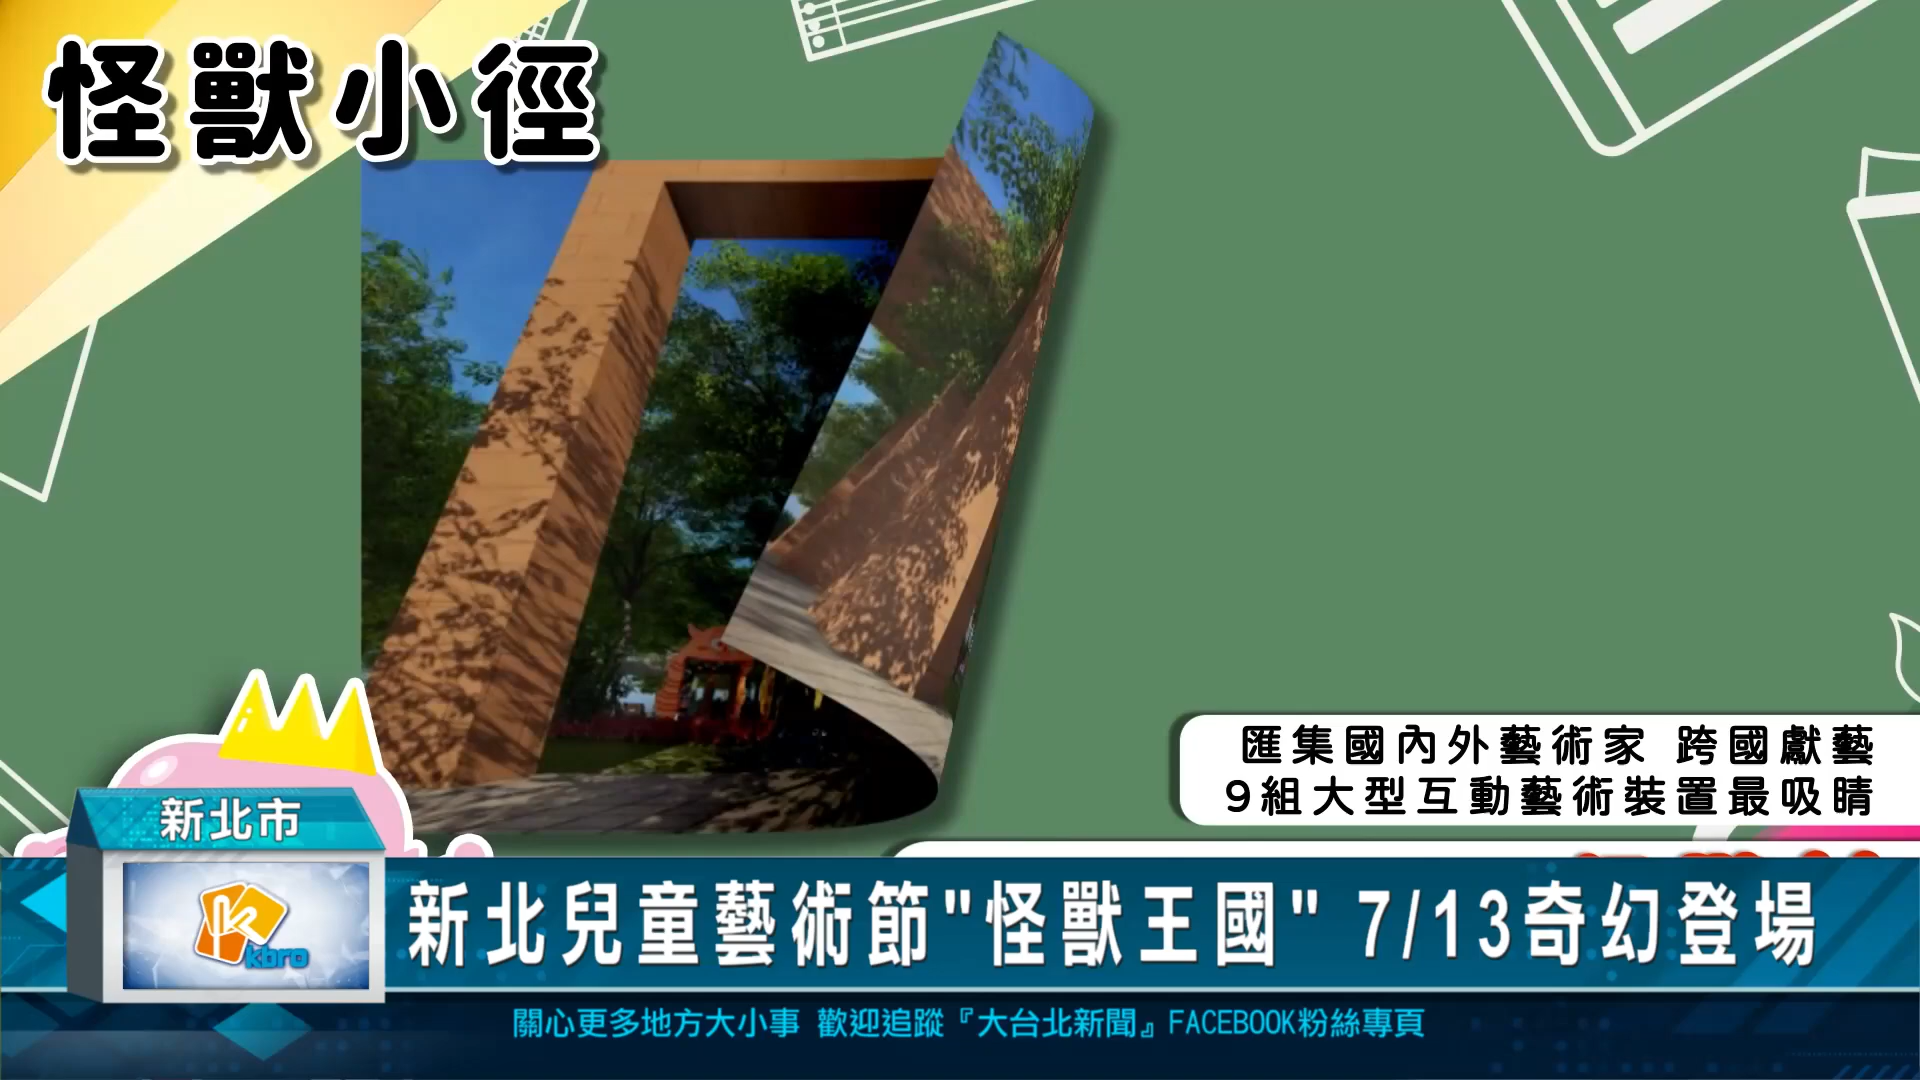 怪獸小徑
匯集國內外藝術家 跨國獻藝
9組大型互動藝術裝置最吸睛
新北市
kbro
新北兒童藝術節"怪獸王國" 7/13奇幻登場
關心更多地方大小事 歡迎追蹤『大台北新聞』FACEBOOK粉絲專頁